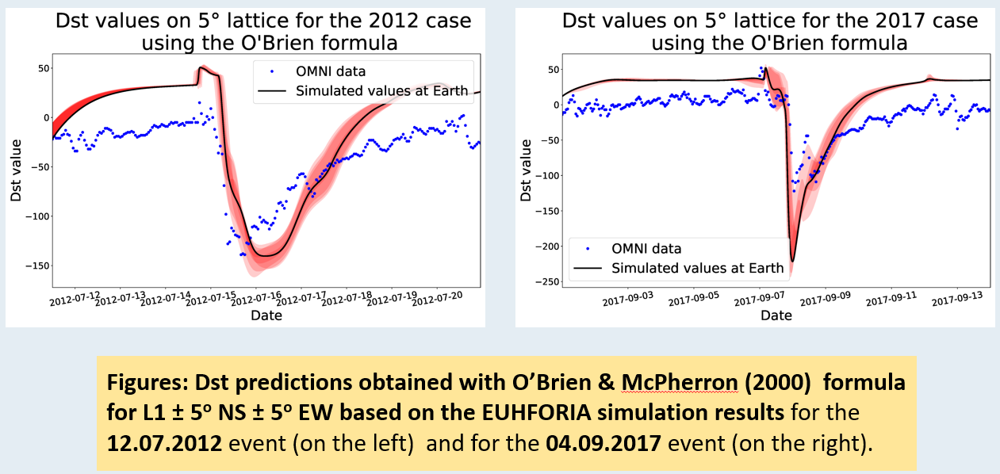 Dst values on 5° lattice for the 2012 case
using the O'Brien formula
50
0
−50
−100
−150
Dst value
OMNI data
Simulated values at Earth
2012-07-12
2012-07-13
2012-07-14
2012-07-15
2012-07-16
2012-07-17
2012-07-18
2012-07-19
2012-07-20
Date
Dst values on 5° lattice for the 2017 case
using the O'Brien formula
50
0
−50
−100
−150
−200
−250
Dst value
OMNI data
Simulated values at Earth
2017-09-03
2017-09-05
2017-09-07
2017-09-09
2017-09-11
2017-09-13
Date
Figures: Dst predictions obtained with O’Brien & McPherron (2000) formula
for L1 ± 5º NS ± 5º EW based on the EUHFORIA simulation results for the
12.07.2012 event (on the left) and for the 04.09.2017 event (on the right).